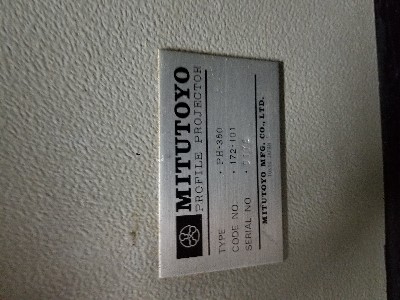 MITUTOYO
PROFILE PROJECTOR
TYPE • PH-350
CODE NO. • 172-101
SERIAL NO. •
MITUTOYO MFG. CO., LTD.